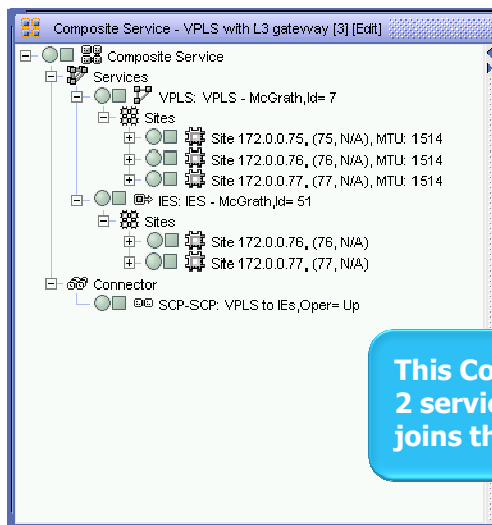 Composite Service - VPLS with L3 gateway [3] [Edit]
Composite Service
Services
VPLS: VPLS - McGrath,Id= 7
Sites
Site 172.0.0.75, (75, N/A), MTU: 1514
Site 172.0.0.76, (76, N/A), MTU: 1514
Site 172.0.0.77, (77, N/A), MTU: 1514
IES: IES - McGrath,Id= 51
Sites
Site 172.0.0.76, (76, N/A)
Site 172.0.0.77, (77, N/A)
Connector
SCP-SCP: VPLS to IEs,Oper= Up
This Co
2 servi
joins th